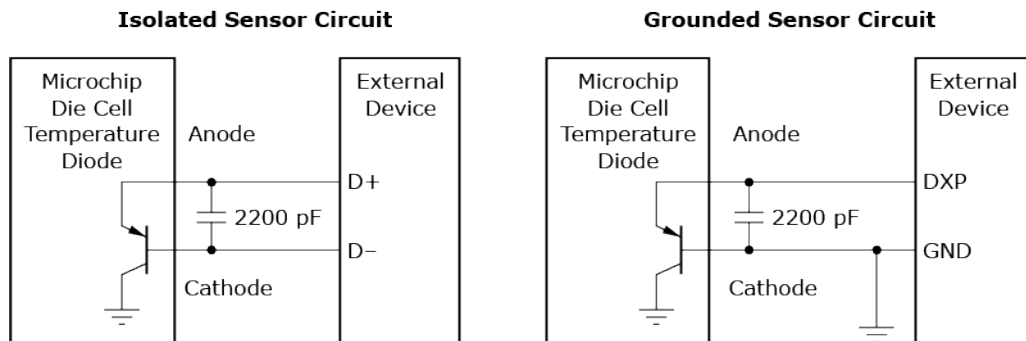 Isolated Sensor Circuit
Microchip
Die Cell
Temperature
Diode
Anode
External
Device
D+
2200 pF
D−
Cathode
Grounded Sensor Circuit
Microchip
Die Cell
Temperature
Diode
Anode
External
Device
DXP
2200 pF
GND
Cathode